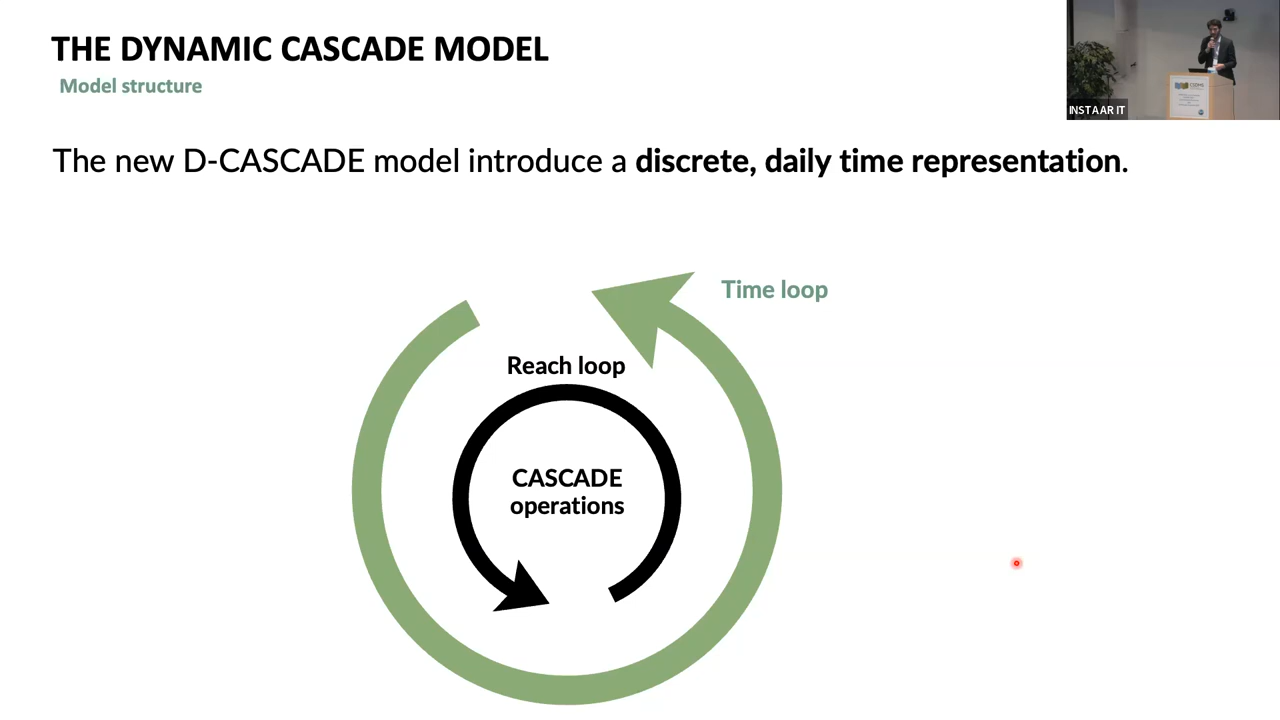 THE DYNAMIC CASCADE MODEL
Model structure
INSTAAR IT
The new D-CASCADE model introduce a discrete, daily time representation.
Time loop
Reach loop
CASCADE
operations